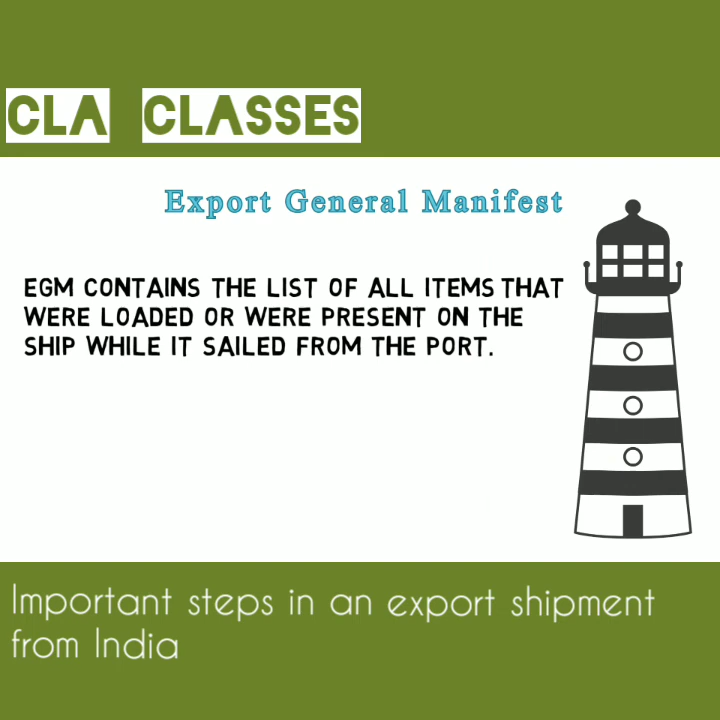 CLA CLASSES
Export General Manifest
EGM CONTAINS THE LIST OF ALL ITEMS THAT
WERE LOADED OR WERE PRESENT ON THE
SHIP WHILE IT SAILED FROM THE PORT.
Important steps in an export shipment
from India